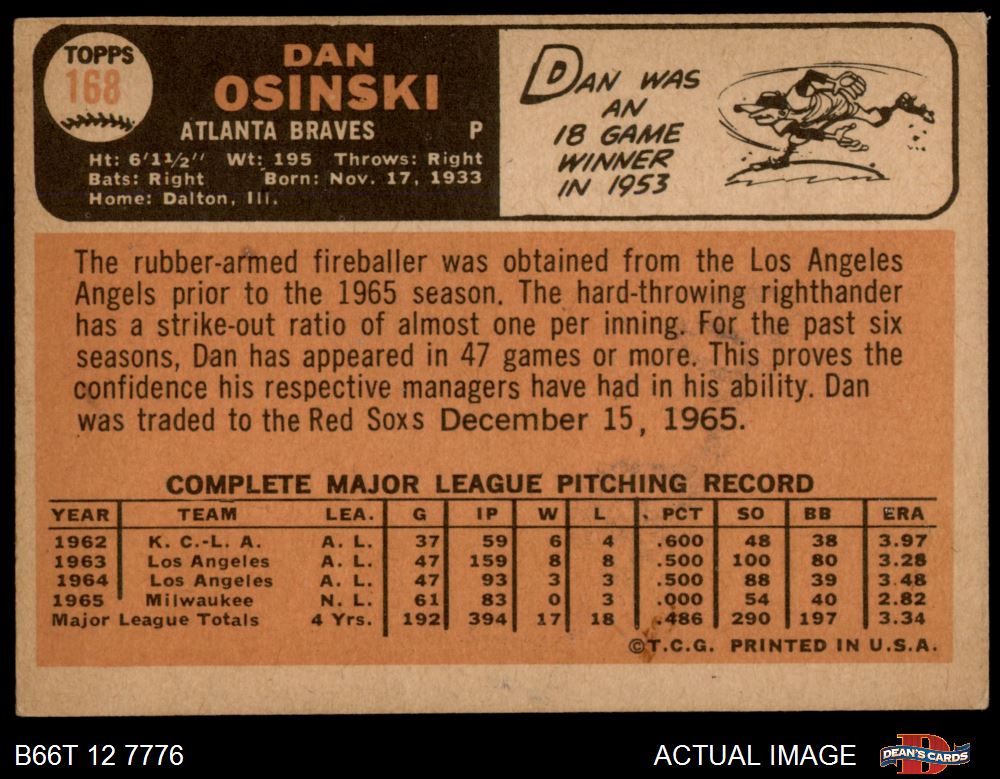 TOPPS
168
DAN
OSINSKI
ATLANTA BRAVES P
Ht: 6'1½" Wt: 195 Throws: Right
Bats: Right Born: Nov. 17, 1933
Home: Dalton, Ill.
DAN WAS
AN
18 GAME
WINNER
IN 1953
The rubber-armed fireballer was obtained from the Los Angeles
Angels prior to the 1965 season. The hard-throwing righthander
has a strike-out ratio of almost one per inning. For the past six
seasons, Dan has appeared in 47 games or more. This proves the
confidence his respective managers have had in his ability. Dan
was traded to the Red Soxs December 15, 1965.
COMPLETE MAJOR LEAGUE PITCHING RECORD
YEAR TEAM LEA. G IP W L PCT SO BB ERA
1962 K. C.-L. A. A. L. 37 59 6 4 .600 48 38 3.97
1963 Los Angeles A. L. 47 159 8 8 .500 100 80 3.28
1964 Los Angeles A. L. 47 93 3 3 .500 88 39 3.48
1965 Milwaukee N. L. 61 83 0 3 .000 54 40 2.82
Major League Totals 4 Yrs. 192 394 17 18 .486 290 197 3.34
©T.C.G. PRINTED IN U.S.A.
B66T 12 7776
ACTUAL IMAGE
DEAN'S CARDS